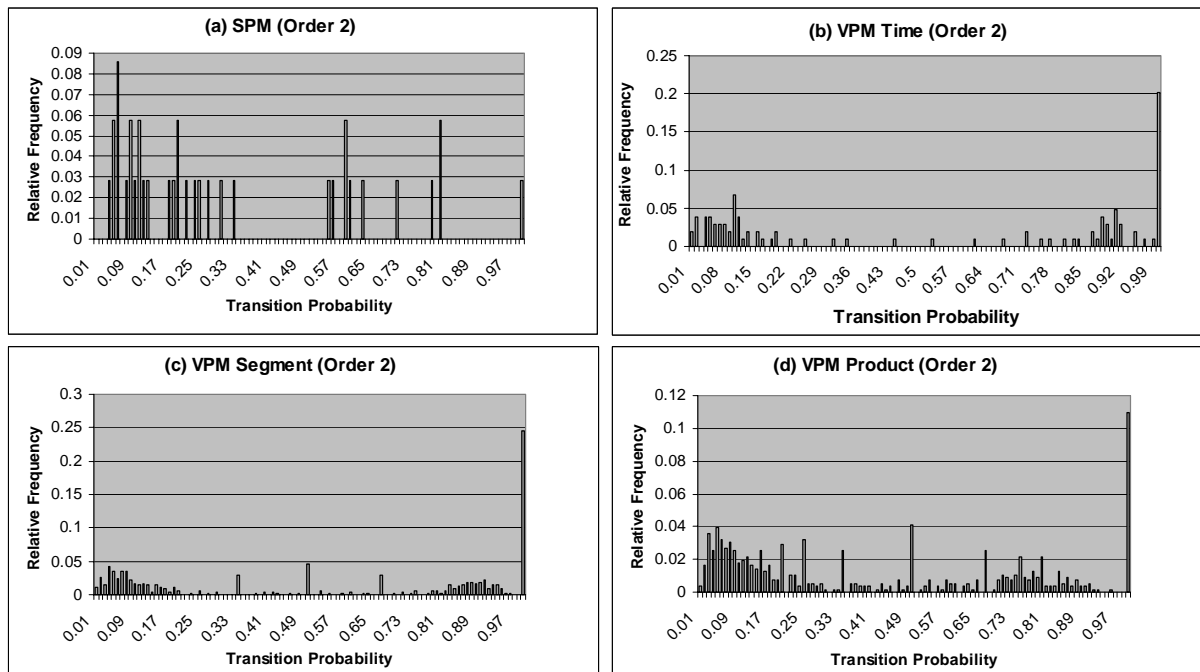 (a) SPM (Order 2)
Relative Frequency
0.09
0.08
0.07
0.06
0.05
0.04
0.03
0.02
0.01
0
0.01 0.09 0.17 0.25 0.33 0.41 0.49 0.57 0.65 0.73 0.81 0.89 0.97
Transition Probability
(b) VPM Time (Order 2)
Relative Frequency
0.25
0.2
0.15
0.1
0.05
0
0.01 0.08 0.15 0.22 0.29 0.36 0.43 0.5 0.57 0.64 0.71 0.78 0.85 0.92 0.99
Transition Probability
(c) VPM Segment (Order 2)
Relative Frequency
0.3
0.25
0.2
0.15
0.1
0.05
0
0.01 0.09 0.17 0.25 0.33 0.41 0.49 0.57 0.65 0.73 0.81 0.89 0.97
Transition Probability
(d) VPM Product (Order 2)
Relative Frequency
0.12
0.1
0.08
0.06
0.04
0.02
0
0.01 0.09 0.17 0.25 0.33 0.41 0.49 0.57 0.65 0.73 0.81 0.89 0.97
Transition Probability